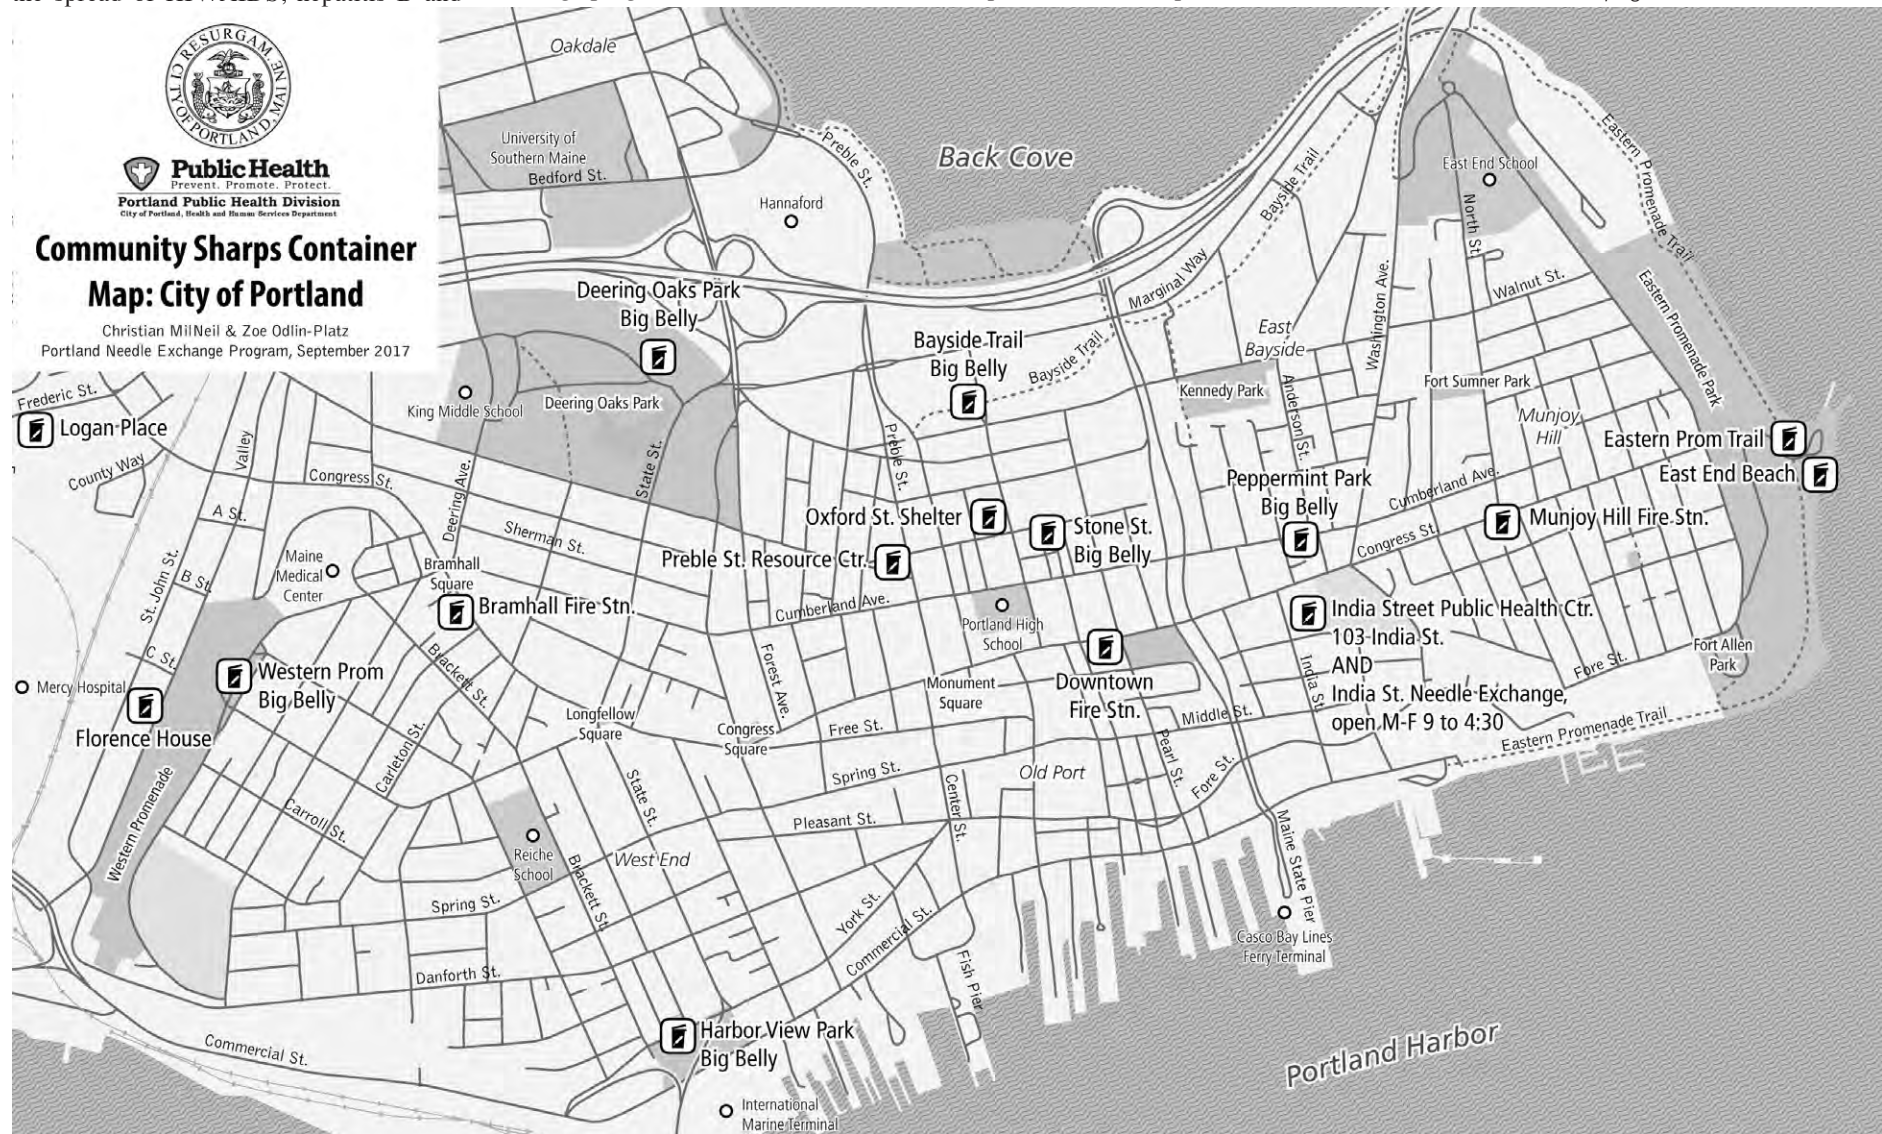 the spread of HIV/AIDS, hepatitis B and
RESURGAM.
CITY OF PORTLAND, MAINE.
Public Health
Prevent. Promote. Protect.
Portland Public Health Division
City of Portland, Health and Human Services Department
Community Sharps Container
Map: City of Portland
Christian MilNeil & Zoe Odlin-Platz
Portland Needle Exchange Program, September 2017
Oakdale
University of
Southern Maine
Bedford St.
Preble St.
Back Cove
Hannaford
Bayside Trail
East End School
Eastern Promenade Trail
North St.
Marginal Way
Walnut St.
Deering Oaks Park
Big Belly
Bayside Trail
Big Belly
Bayside Trail
East
Bayside
Washington Ave.
Eastern Promenade Park
Kennedy Park
Fort Sumner Park
Anderson St.
Munjoy
Hill
King Middle School
Deering Oaks Park
Frederic St.
Logan Place
County Way
Valley
Congress St.
Deering Ave.
State St.
Preble St.
Eastern Prom Trail
East End Beach
Peppermint Park
Big Belly
Cumberland Ave.
Congress St.
Munjoy Hill Fire Stn.
A St.
Sherman St.
Oxford St. Shelter
Stone St.
Big Belly
Preble St. Resource Ctr.
Maine
Medical
Center
Bramhall
Square
Bramhall Fire Stn.
St. John St.
B St.
C St.
Cumberland Ave.
Portland High
School
India Street Public Health Ctr.
103 India St.
AND
India St. Needle Exchange,
open M-F 9 to 4:30
India St.
Fort Allen
Park
Fore St.
Mercy Hospital
Western Prom
Big Belly
Florence House
Brackett St.
Forest Ave.
Monument
Square
Downtown
Fire Stn.
Longfellow
Square
Congress
Square
Free St.
Middle St.
Eastern Promenade Trail
Carleton St.
Western Promenade
Carroll St.
State St.
Spring St.
Center St.
Old Port
Pearl St.
Fore St.
Pleasant St.
Maine State Pier
Reiche
School
West End
Brackett St.
Spring St.
York St.
Commercial St.
Casco Bay Lines
Ferry Terminal
Danforth St.
Fish Pier
Commercial St.
Harbor View Park
Big Belly
Portland Harbor
International
Marine Terminal